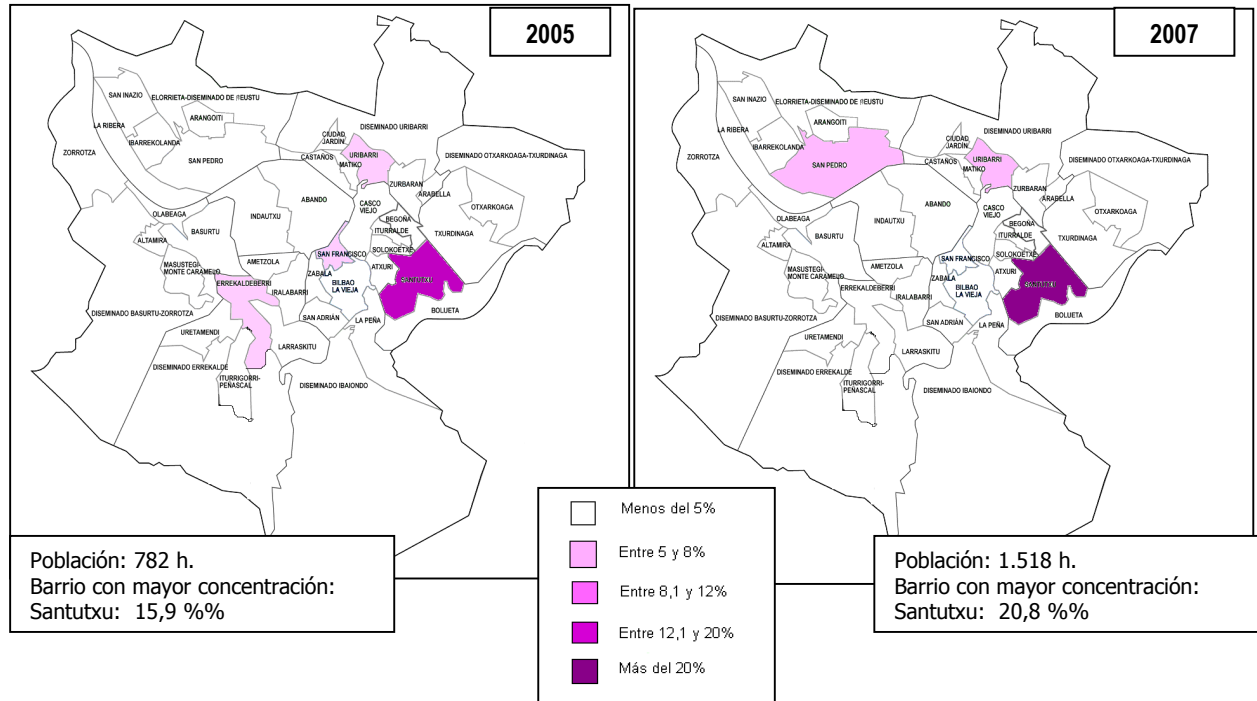 2005
SAN INAZIO
ELORRIETA-DISEMINADO DE DEUSTU
ARANGOITI
LA RIBERA
IBARREKOLANDA
ZORROTZA
SAN PEDRO
CIUDAD
JARDÍN
DISEMINADO URIBARRI
CASTAÑOS
URIBARRI
MATIKO
DISEMINADO OTXARKOAGA-TXURDINAGA
ZURBARAN
ARABELLA
OTXARKOAGA
ABANDO
CASCO
VIEJO
OLABEAGA
INDAUTXU
BEGOÑA
BASURTU
ITURRALDE
TXURDINAGA
ALTAMIRA
SOLOKOETXE
SAN FRANCISCO
AMETZOLA
ATXURI
MASUSTEGI-
MONTE CARAMELO
ZABALA
ERREKALDEBERRI
BILBAO
LA VIEJA
IRALABARRI
DISEMINADO BASURTU-ZORROTZA
SAN ADRIÁN
LA PEÑA
BOLUETA
URETAMENDI
LARRASKITU
DISEMINADO ERREKALDE
ITURRIGORRI-
PEÑASCAL
DISEMINADO IBAIONDO
Población: 782 h.
Barrio con mayor concentración:
Santutxu: 15,9 %%
2007
SAN INAZIO
ELORRIETA-DISEMINADO DE DEUSTU
ARANGOITI
LA RIBERA
IBARREKOLANDA
ZORROTZA
SAN PEDRO
CIUDAD
JARDÍN
DISEMINADO URIBARRI
CASTAÑOS
URIBARRI
MATIKO
DISEMINADO OTXARKOAGA-TXURDINAGA
ZURBARAN
ARABELLA
OTXARKOAGA
ABANDO
CASCO
VIEJO
OLABEAGA
INDAUTXU
BEGOÑA
BASURTU
ITURRALDE
TXURDINAGA
ALTAMIRA
SOLOKOETXE
SAN FRANCISCO
AMETZOLA
ATXURI
MASUSTEGI-
MONTE CARAMELO
ZABALA
ERREKALDEBERRI
BILBAO
LA VIEJA
IRALABARRI
DISEMINADO BASURTU-ZORROTZA
SAN ADRIÁN
LA PEÑA
BOLUETA
URETAMENDI
LARRASKITU
DISEMINADO ERREKALDE
ITURRIGORRI-
PEÑASCAL
DISEMINADO IBAIONDO
Población: 1.518 h.
Barrio con mayor concentración:
Santutxu: 20,8 %%
Menos del 5%
Entre 5 y 8%
Entre 8,1 y 12%
Entre 12,1 y 20%
Más del 20%